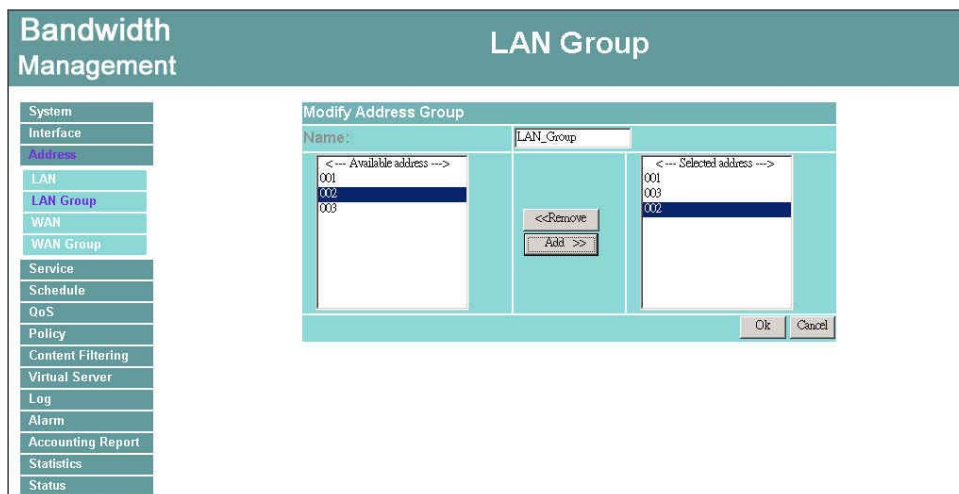 Bandwidth
Management
LAN Group
System
Interface
Address
LAN
LAN Group
WAN
WAN Group
Service
Schedule
QoS
Policy
Content Filtering
Virtual Server
Log
Alarm
Accounting Report
Statistics
Status
Modify Address Group
Name:
LAN_Group
< --- Available address --->
001
002
003
<<Remove
Add >>
< --- Selected address --->
001
003
002
Ok
Cancel